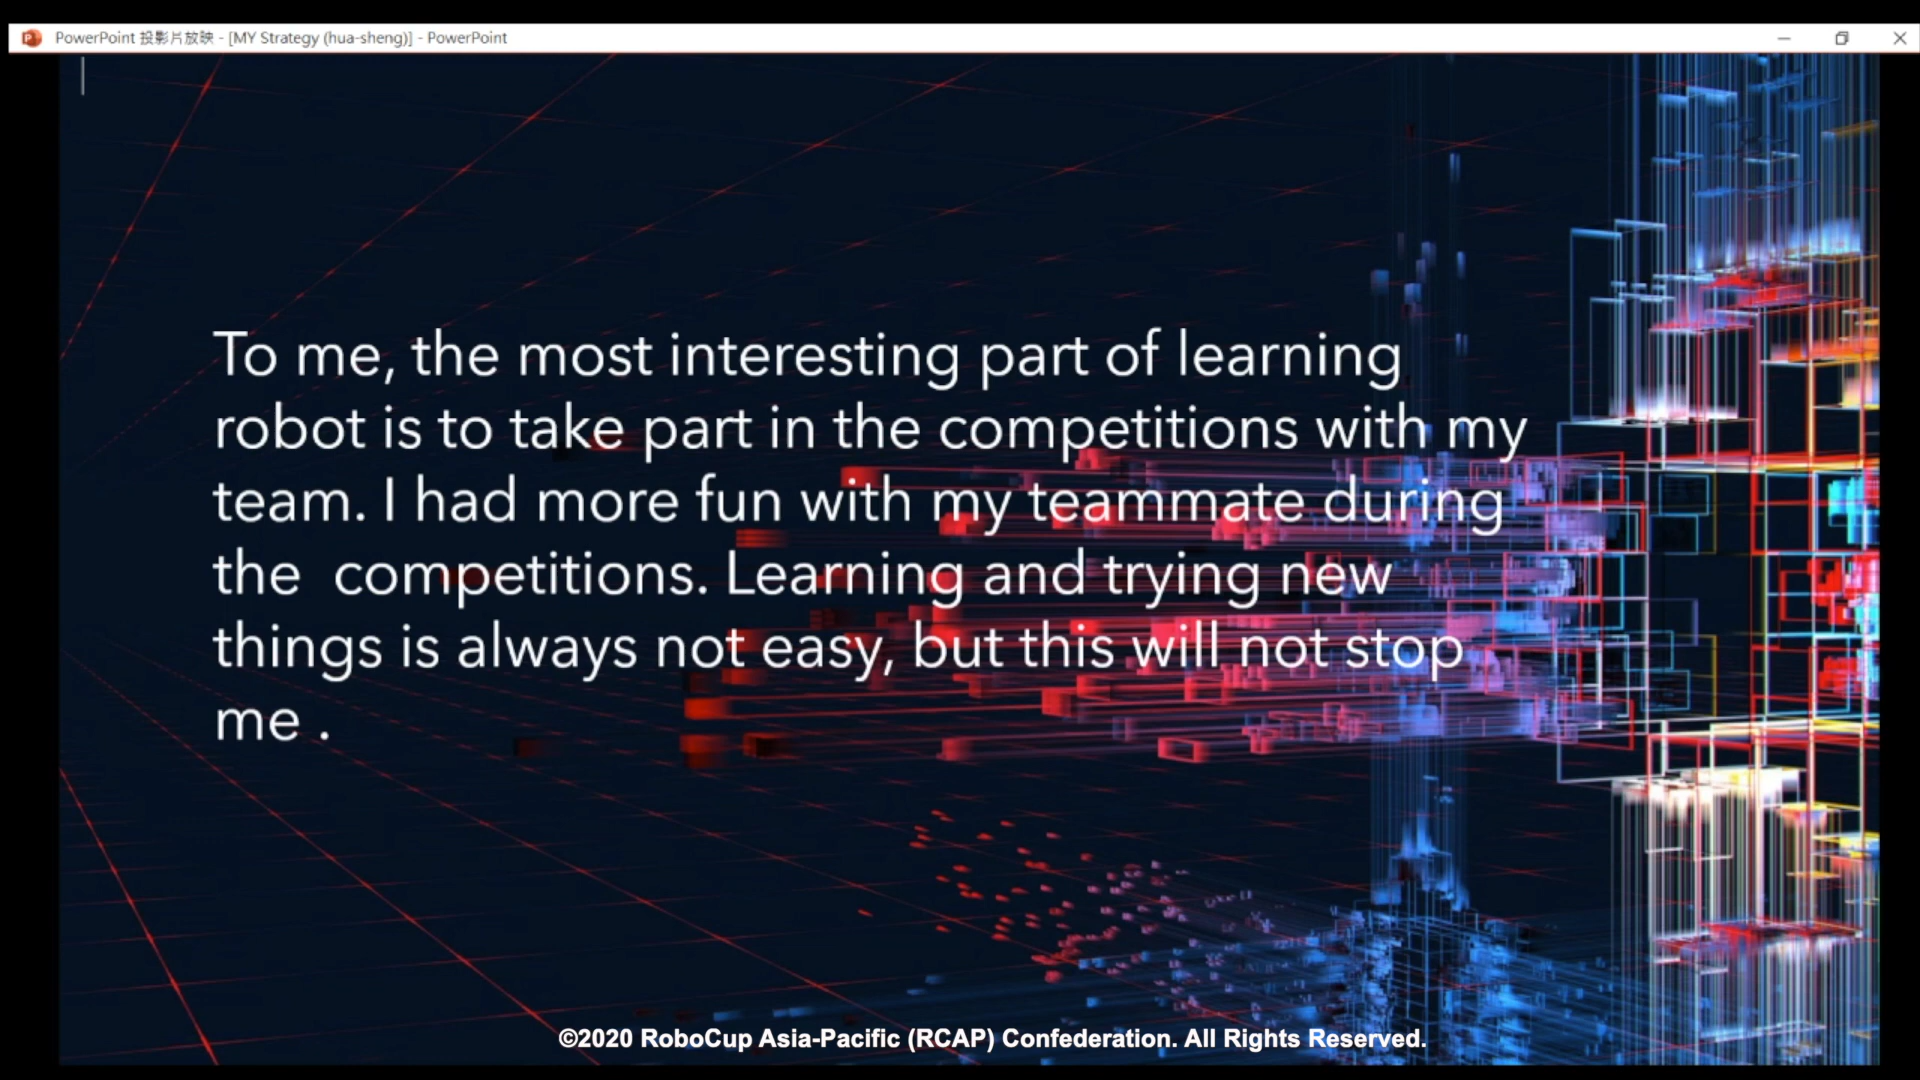 PowerPoint 投影片放映 - [MY Strategy (hua-sheng)] - PowerPoint
To me, the most interesting part of learning
robot is to take part in the competitions with my
team. I had more fun with my teammate during
the  competitions. Learning and trying new
things is always not easy, but this will not stop
me .
©2020 RoboCup Asia-Pacific (RCAP) Confederation. All Rights Reserved.